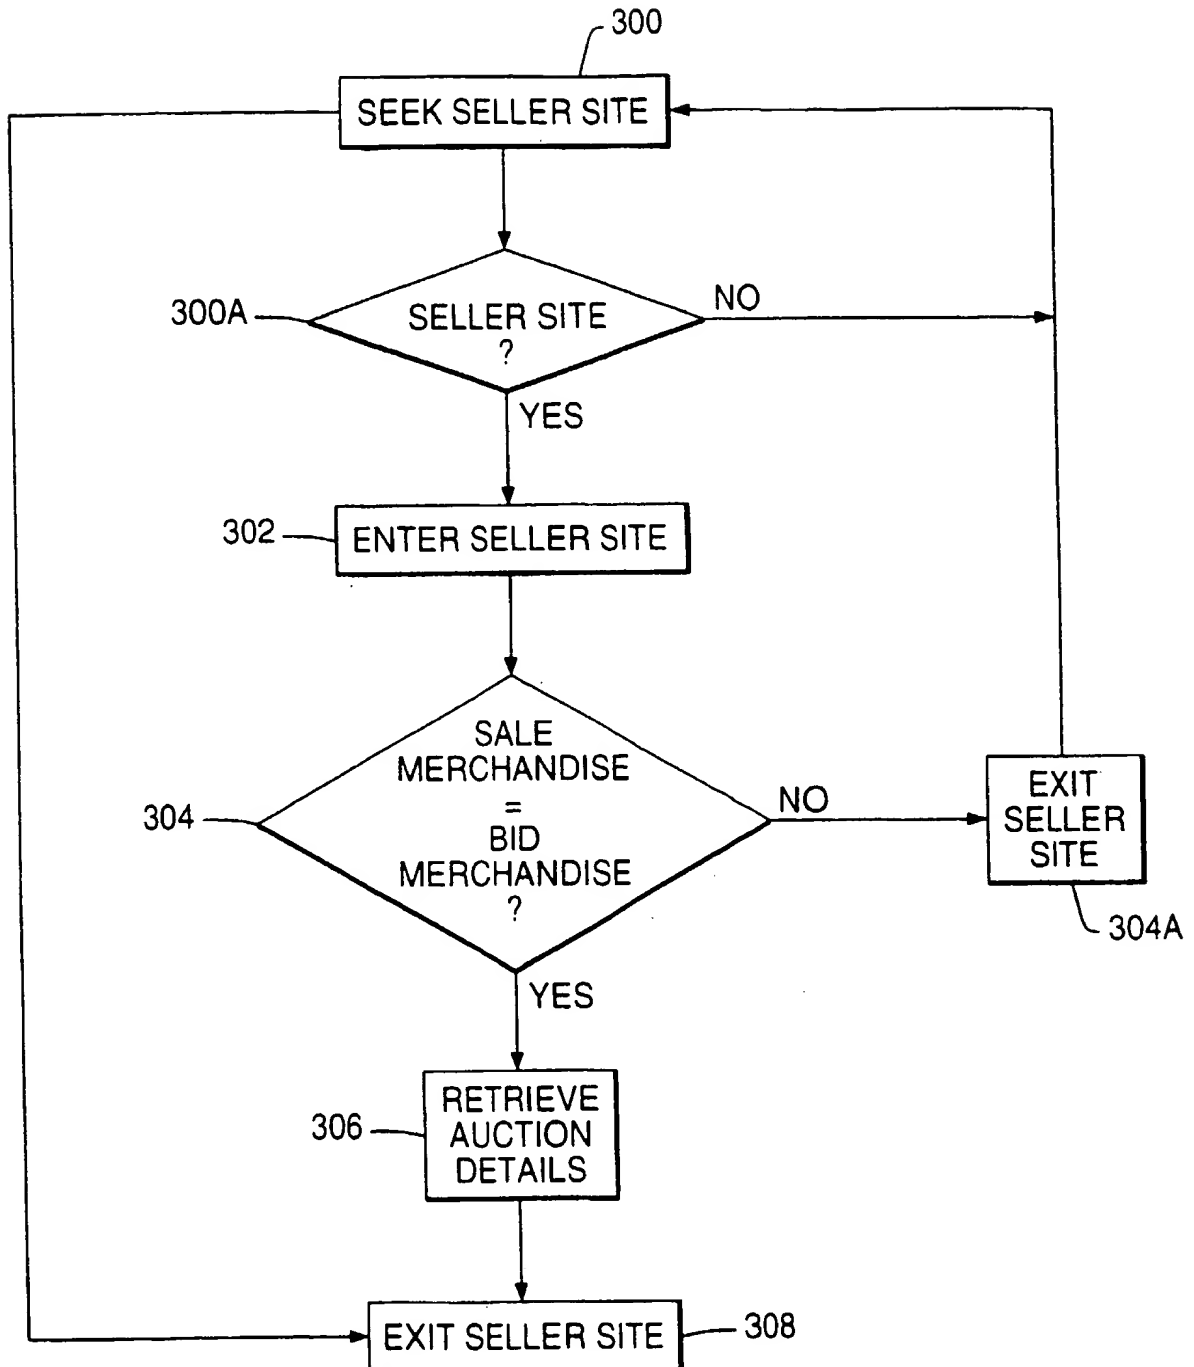 300
SEEK SELLER SITE
300A
SELLER SITE
?
NO
YES
302
ENTER SELLER SITE
304
SALE
MERCHANDISE
=
BID
MERCHANDISE
?
NO
EXIT
SELLER
SITE
304A
YES
306
RETRIEVE
AUCTION
DETAILS
EXIT SELLER SITE
308